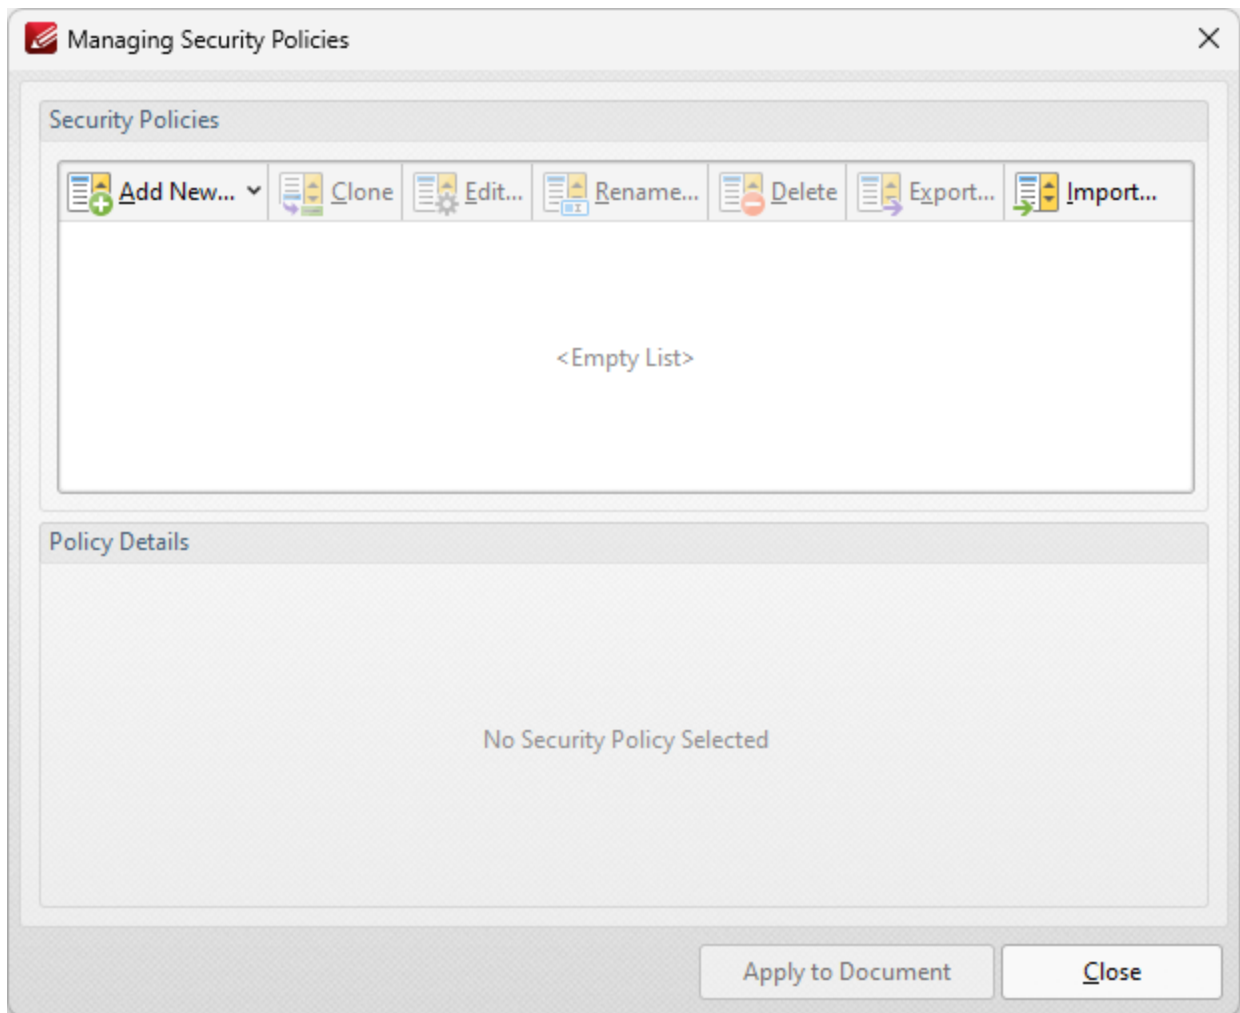 Managing Security Policies
Security Policies
Add New... Clone Edit... Rename... Delete Export... Import...
<Empty List>
Policy Details
No Security Policy Selected
Apply to Document Close